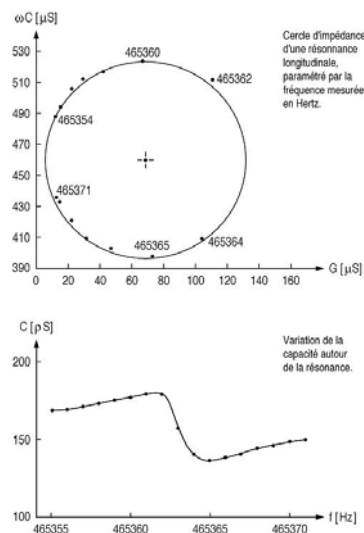 ωC [µS]
Cercle d'impédance
d'une résonnance
longitudinale,
paramétré par la
fréquence mesurée
en Hertz.
530
510
490
470
450
430
410
390
465360
465362
465354
465371
465365
465364
0
20
40
60
80
100
120
140
160
G [µS]
C [ρS]
Variation de la
capacité autour
de la résonance.
200
150
100
465355
465360
465365
465370
f [Hz]